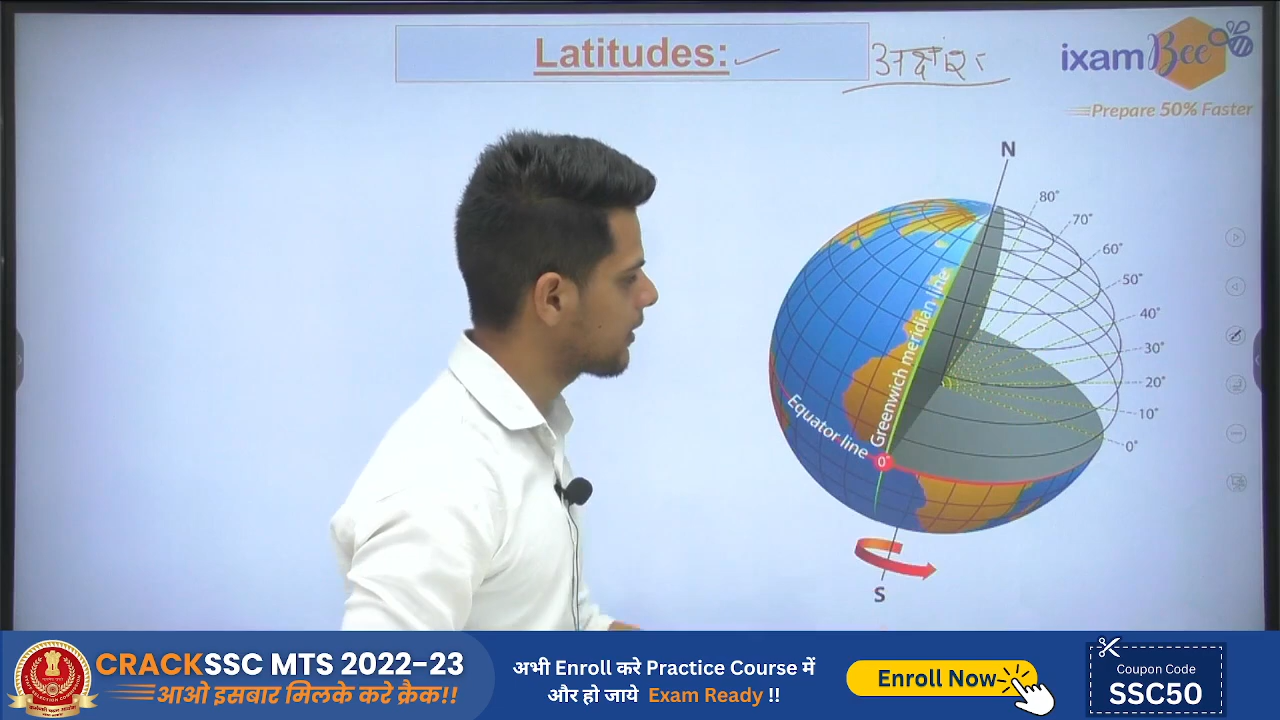 Latitudes:
अक्षांश
ixamBee
Prepare 50% Faster
N
80°
70°
60°
50°
40°
30°
20°
10°
0°
Greenwich meridian line
Equator line
0°
S
CRACKSSC MTS 2022-23
आओ इसबार मिलके करे क्रैक!!
अभी Enroll करे Practice Course में
और हो जाये Exam Ready !!
Enroll Now
Coupon Code
SSC50